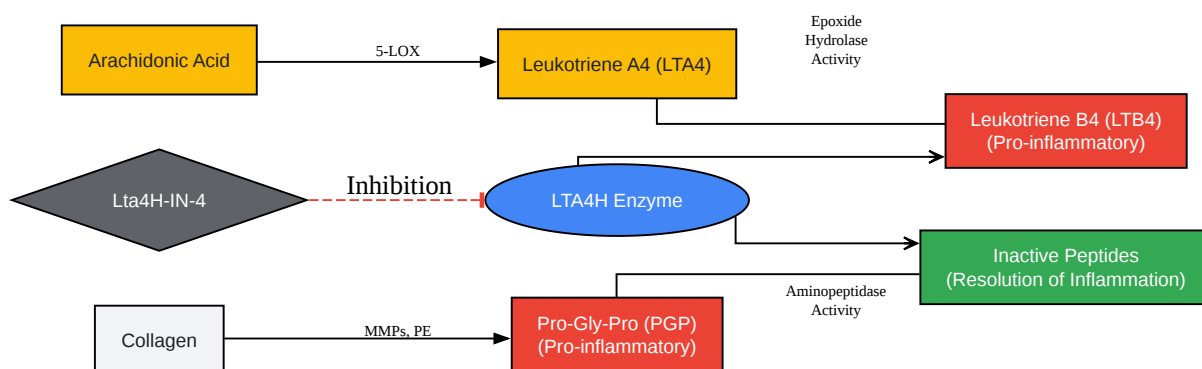 Arachidonic Acid
5-LOX
Leukotriene A4 (LTA4)
Epoxide
Hydrolase
Activity
Leukotriene B4 (LTB4)
(Pro-inflammatory)
Lta4H-IN-4
Inhibition
LTA4H Enzyme
Inactive Peptides
(Resolution of Inflammation)
Aminopeptidase
Activity
Collagen
MMPs, PE
Pro-Gly-Pro (PGP)
(Pro-inflammatory)